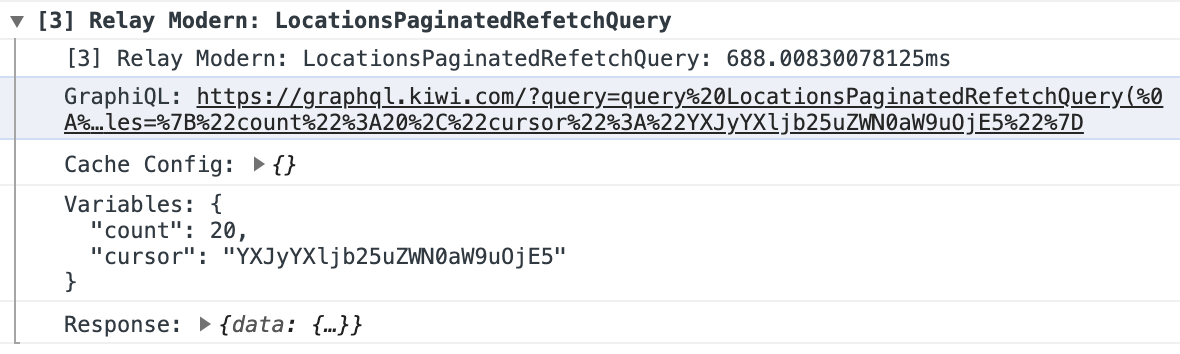 ▼ [3] Relay Modern: LocationsPaginatedRefetchQuery
[3] Relay Modern: LocationsPaginatedRefetchQuery: 688.00830078125ms
GraphiQL: https://graphql.kiwi.com/?query=query%20LocationsPaginatedRefetchQuery(%0
A%…les=%7B%22count%22%3A20%2C%22cursor%22%3A%22YXJyYXljb25uZWN0aW9uOjE5%22%7D
Cache Config: ▶ {}
Variables: {
  "count": 20,
  "cursor": "YXJyYXljb25uZWN0aW9uOjE5"
}
Response: ▶ {data: {…}}